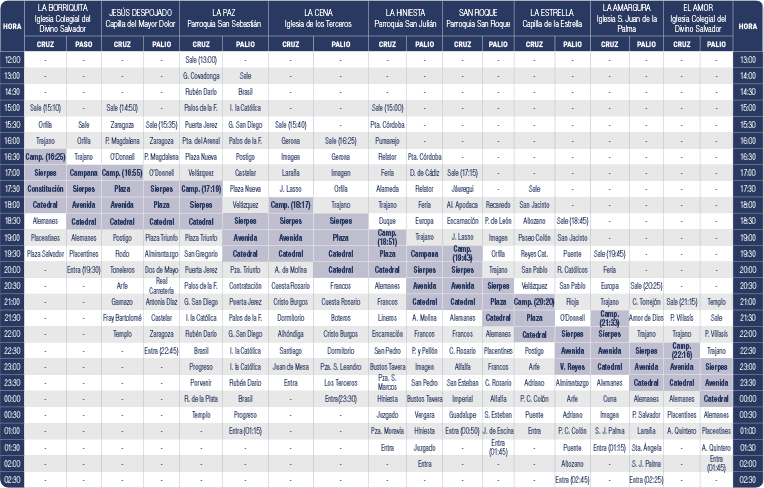 HORA LA BORRIQUITA Iglesia Colegial del Divino Salvador JESÚS DESPOJADO Capilla del Mayor Dolor LA PAZ Parroquia San Sebastián LA CENA Iglesia de los Terceros LA HINIESTA Parroquia San Julián SAN ROQUE Parroquia San Roque LA ESTRELLA Capilla de la Estrella LA AMARGURA Iglesia S. Juan de la Palma EL AMOR Iglesia Colegial del Divino Salvador HORA
CRUZ PASO CRUZ PALIO CRUZ PALIO CRUZ PALIO CRUZ PALIO CRUZ PALIO CRUZ PALIO CRUZ PALIO CRUZ PALIO
12:00 - - - - Sale (13:00) - - - - - - - - - - - - - 13:00
13:00 - - - - G. Covadonga Sale - - - - - - - - - - - - 13:00
14:30 - - - - Rubén Darío Brasil - - - - - - - - - - - - 14:30
15:00 Sale (15:10) - Sale (14:50) - Palos de la F. I. la Católica - - Sale (15:00) - - - - - - - - - 15:00
15:30 Orfila Sale Zaragoza Sale (15:35) Puerta Jerez G. San Diego Sale (15:40) - Pta. Córdoba - - - - - - - - - 15:30
16:00 Trajano Orfila P. Magdalena Zaragoza Pta. del Arenal Palos de la F. Gerona Sale (16:25) Pumarejo - - - - - - - - - 16:00
16:30 Camp. (16:25) Trajano O'Donnell P. Magdalena Plaza Nueva Postigo Imagen Gerona Relator Pta. Córdoba - - - - - - - - 16:30
17:00 Sierpes Campana Camp. (16:55) O'Donnell Velázquez Castelar Laraña Imagen Feria D. de Cádiz Sale (17:15) - - - - - - - 17:00
17:30 Constitución Sierpes Plaza Sierpes Camp. (17:19) Plaza Nueva J. Lasso Orfila Alameda Relator Jáuregui - Sale - - - - - 17:30
18:00 Catedral Avenida Avenida Plaza Sierpes Velázquez Camp. (18:17) Trajano Trajano Feria Al. Apodaca Recaredo San Jacinto - - - - - 18:00
18:30 Alemanes Catedral Catedral Catedral Catedral Sierpes Sierpes Sierpes Duque Europa Encarnación P. de León Abozano Sale (18:45) - - - - 18:30
19:00 Placentines Alemanes Postigo Plaza Triunfo Plaza Triunfo Avenida Avenida Plaza Camp. (18:51) Trajano J. Lasso Imagen Paseo Colón San Jacinto - - - - 19:00
19:30 Plaza Salvador Placentines Rodo Almirantazgo San Gregorio Catedral Catedral Catedral Plaza Campana Camp. (19:43) Orfila Reyes Cat. Puente Sale (19:45) - - - 19:30
20:00 - Entra (19:30) Toneleros Dos de Mayo Puerta Jerez Pza. Triunfo A. de Molina Catedral Catedral Sierpes Sierpes Trajano San Pablo R. Católicos Feria - - - 20:00
20:30 - - Arfe Real Carretería Palos de la F. Contratación Cuesta Rosario Francos Alemanes Avenida Avenida Sierpes Velázquez San Pablo Europa Sale (20:25) - - 20:30
21:00 - - Gamazo Antonia Díaz G. San Diego Puerta Jerez Cristo Burgos Cuesta Rosario Francos Catedral Catedral Plaza Camp. (20:20) Rioja Trajano C. Torrejón Sale (21:15) Templo 21:00
21:30 - - Fray Bartolomé Castelar I. la Católica Palos de la F. Dormitorio Boteros Lineros A. Molina Alemanes Catedral Plaza O'Donnell Camp. (21:33) Amor de Dios P. Villasís Sale 21:30
22:00 - - Templo Zaragoza Rubén Darío G. San Diego Alhóndiga Cristo Burgos Encarnación Francos Francos Alemanes Catedral Sierpes Sierpes Trajano Trajano P. Villasís 22:00
22:30 - - - Entra (22:45) Brasil I. la Católica Santiago Dormitorio San Pedro P. y Pellón C. Rosario Placentines Postigo Avenida Avenida Sierpes Camp. (22:16) Trajano 22:30
23:00 - - - - Progreso I. la Católica Juan de Mena Pza. S. Leandro Bustos Tavera Imagen Alfalfa Francos Arfe V. Reyes Catedral Avenida Avenida Sierpes 23:00
23:30 - - - - Porvenir Rubén Darío Entra Los Terceros Pza. S. Marcos San Pedro San Esteban C. Rosario Adriano Almirantazgo Alemanes Catedral Catedral Avenida 23:30
00:00 - - - - R. de la Plata Brasil - Entra(23:30) Hiniesta Bustos Tavera Imperial Alfalfa P. C. Colón Arfe Cuna Alemanes Alemanes Catedral 00:00
00:30 - - - - Templo Progreso - - Juzgado Vergara Guadalupe S. Esteban Puente Adriano Imagen P. Salvador Placentines Alemanes 00:30
01:00 - - - - - Entra (01:15) - - Pza. Moravia Hiniesta Entra (00:50) J. de Encina Entra P. C. Colón S. J. Palma Laraña A. Quintero Placentines 01:00
01:30 - - - - - - - - Entra Juzgado - Entra (01:45) - Puente Entra (01:15) Sta. Ángela - A. Quintero 01:30
02:00 - - - - - - - - - Entra - - - Abozano - S. J. Palma - Entra (01:45) 02:00
02:30 - - - - - - - - - - - - - Entra (02:45) - Entra (02:25) - - 02:30